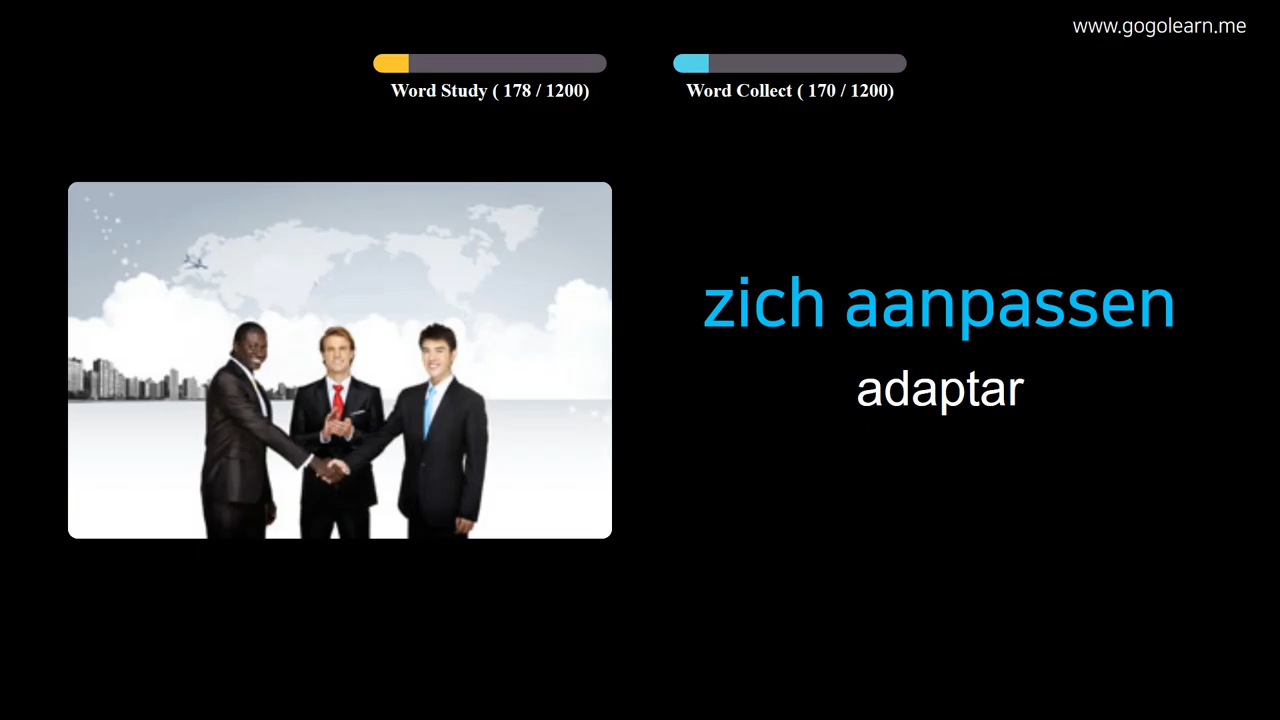 www.gogolearn.me
Word Study ( 178 / 1200)
Word Collect ( 170 / 1200)
zich aanpassen
adaptar